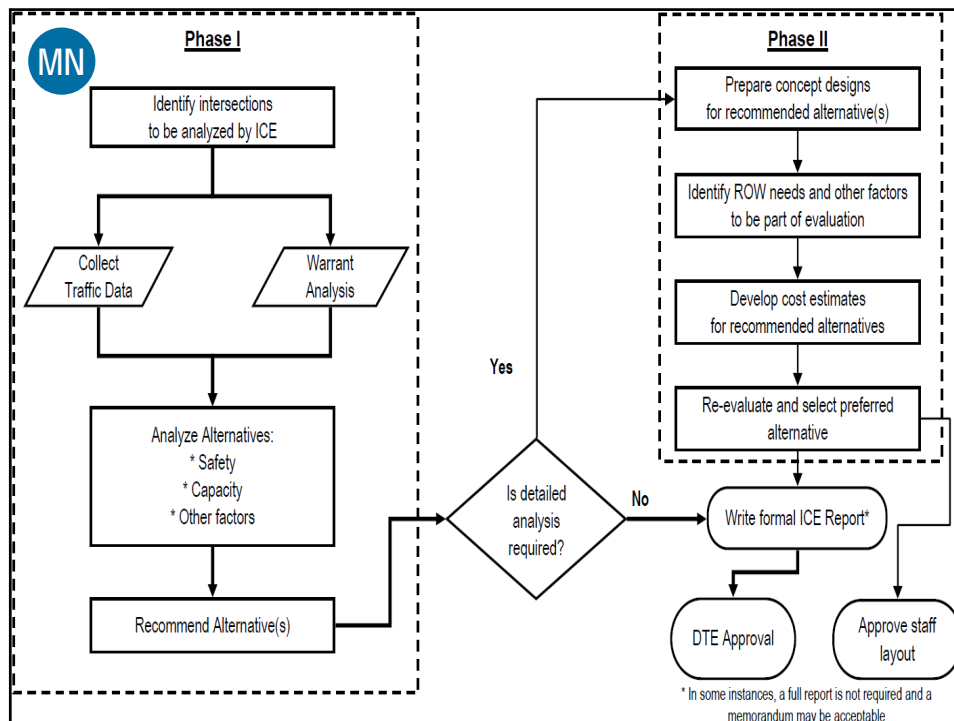 MN
Phase I
Identify intersections
to be analyzed by ICE
Collect
Traffic Data
Warrant
Analysis
Analyze Alternatives:
* Safety
* Capacity
* Other factors
Recommend Alternative(s)
Is detailed
analysis
required?
Yes
No
Phase II
Prepare concept designs
for recommended alternative(s)
Identify ROW needs and other factors
to be part of evaluation
Develop cost estimates
for recommended alternatives
Re-evaluate and select preferred
alternative
Write formal ICE Report*
DTE Approval
Approve staff
layout
* In some instances, a full report is not required and a
memorandum may be acceptable